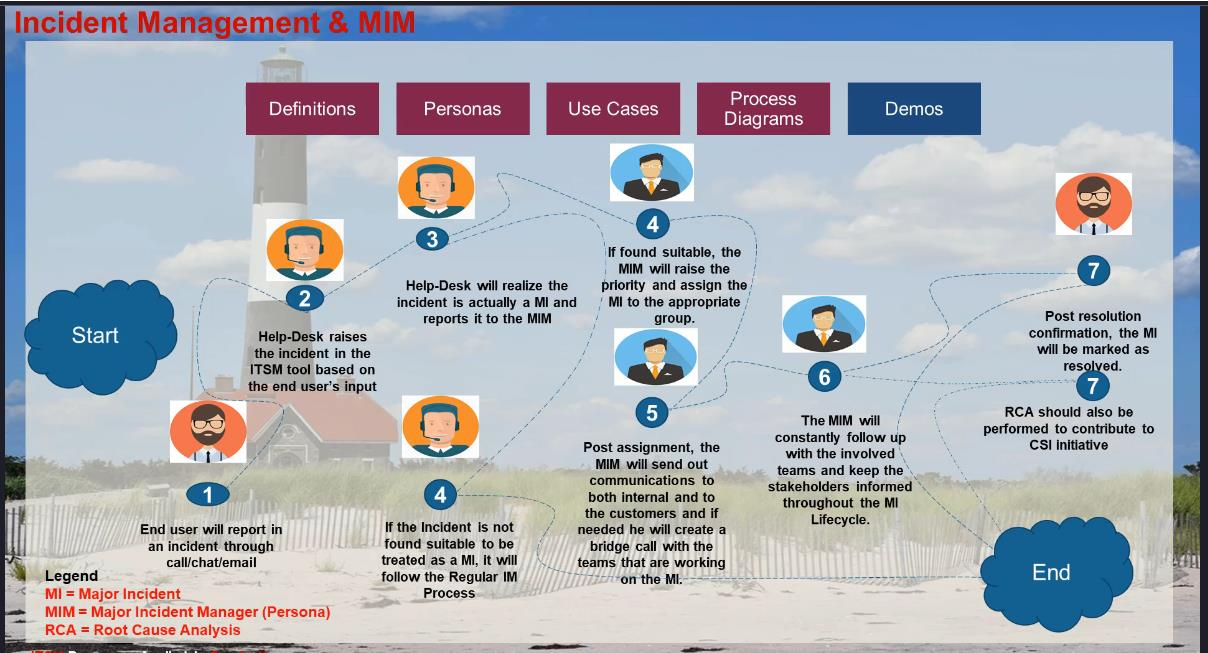 Incident Management & MIM
Definitions
Personas
Use Cases
Process
Diagrams
Demos
Start
1
End user will report in
an incident through
call/chat/email
2
Help-Desk raises
the incident in the
ITSM tool based on
the end user's input
3
Help-Desk will realize the
incident is actually a MI and
reports it to the MIM
4
If the Incident is not
found suitable to be
treated as a MI, it will
follow the Regular IM
Process
4
If found suitable, the
MIM will raise the
priority and assign the
MI to the appropriate
group.
5
Post assignment, the
MIM will send out
communications to
both internal and to
the customers and if
needed he will create a
bridge call with the
teams that are working
on the MI.
6
The MIM will
constantly follow up
with the involved
teams and keep the
stakeholders informed
throughout the MI
Lifecycle.
7
Post resolution
confirmation, the MI
will be marked as
resolved.
7
RCA should also be
performed to contribute to
CSI initiative
End
Legend
MI = Major Incident
MIM = Major Incident Manager (Persona)
RCA = Root Cause Analysis